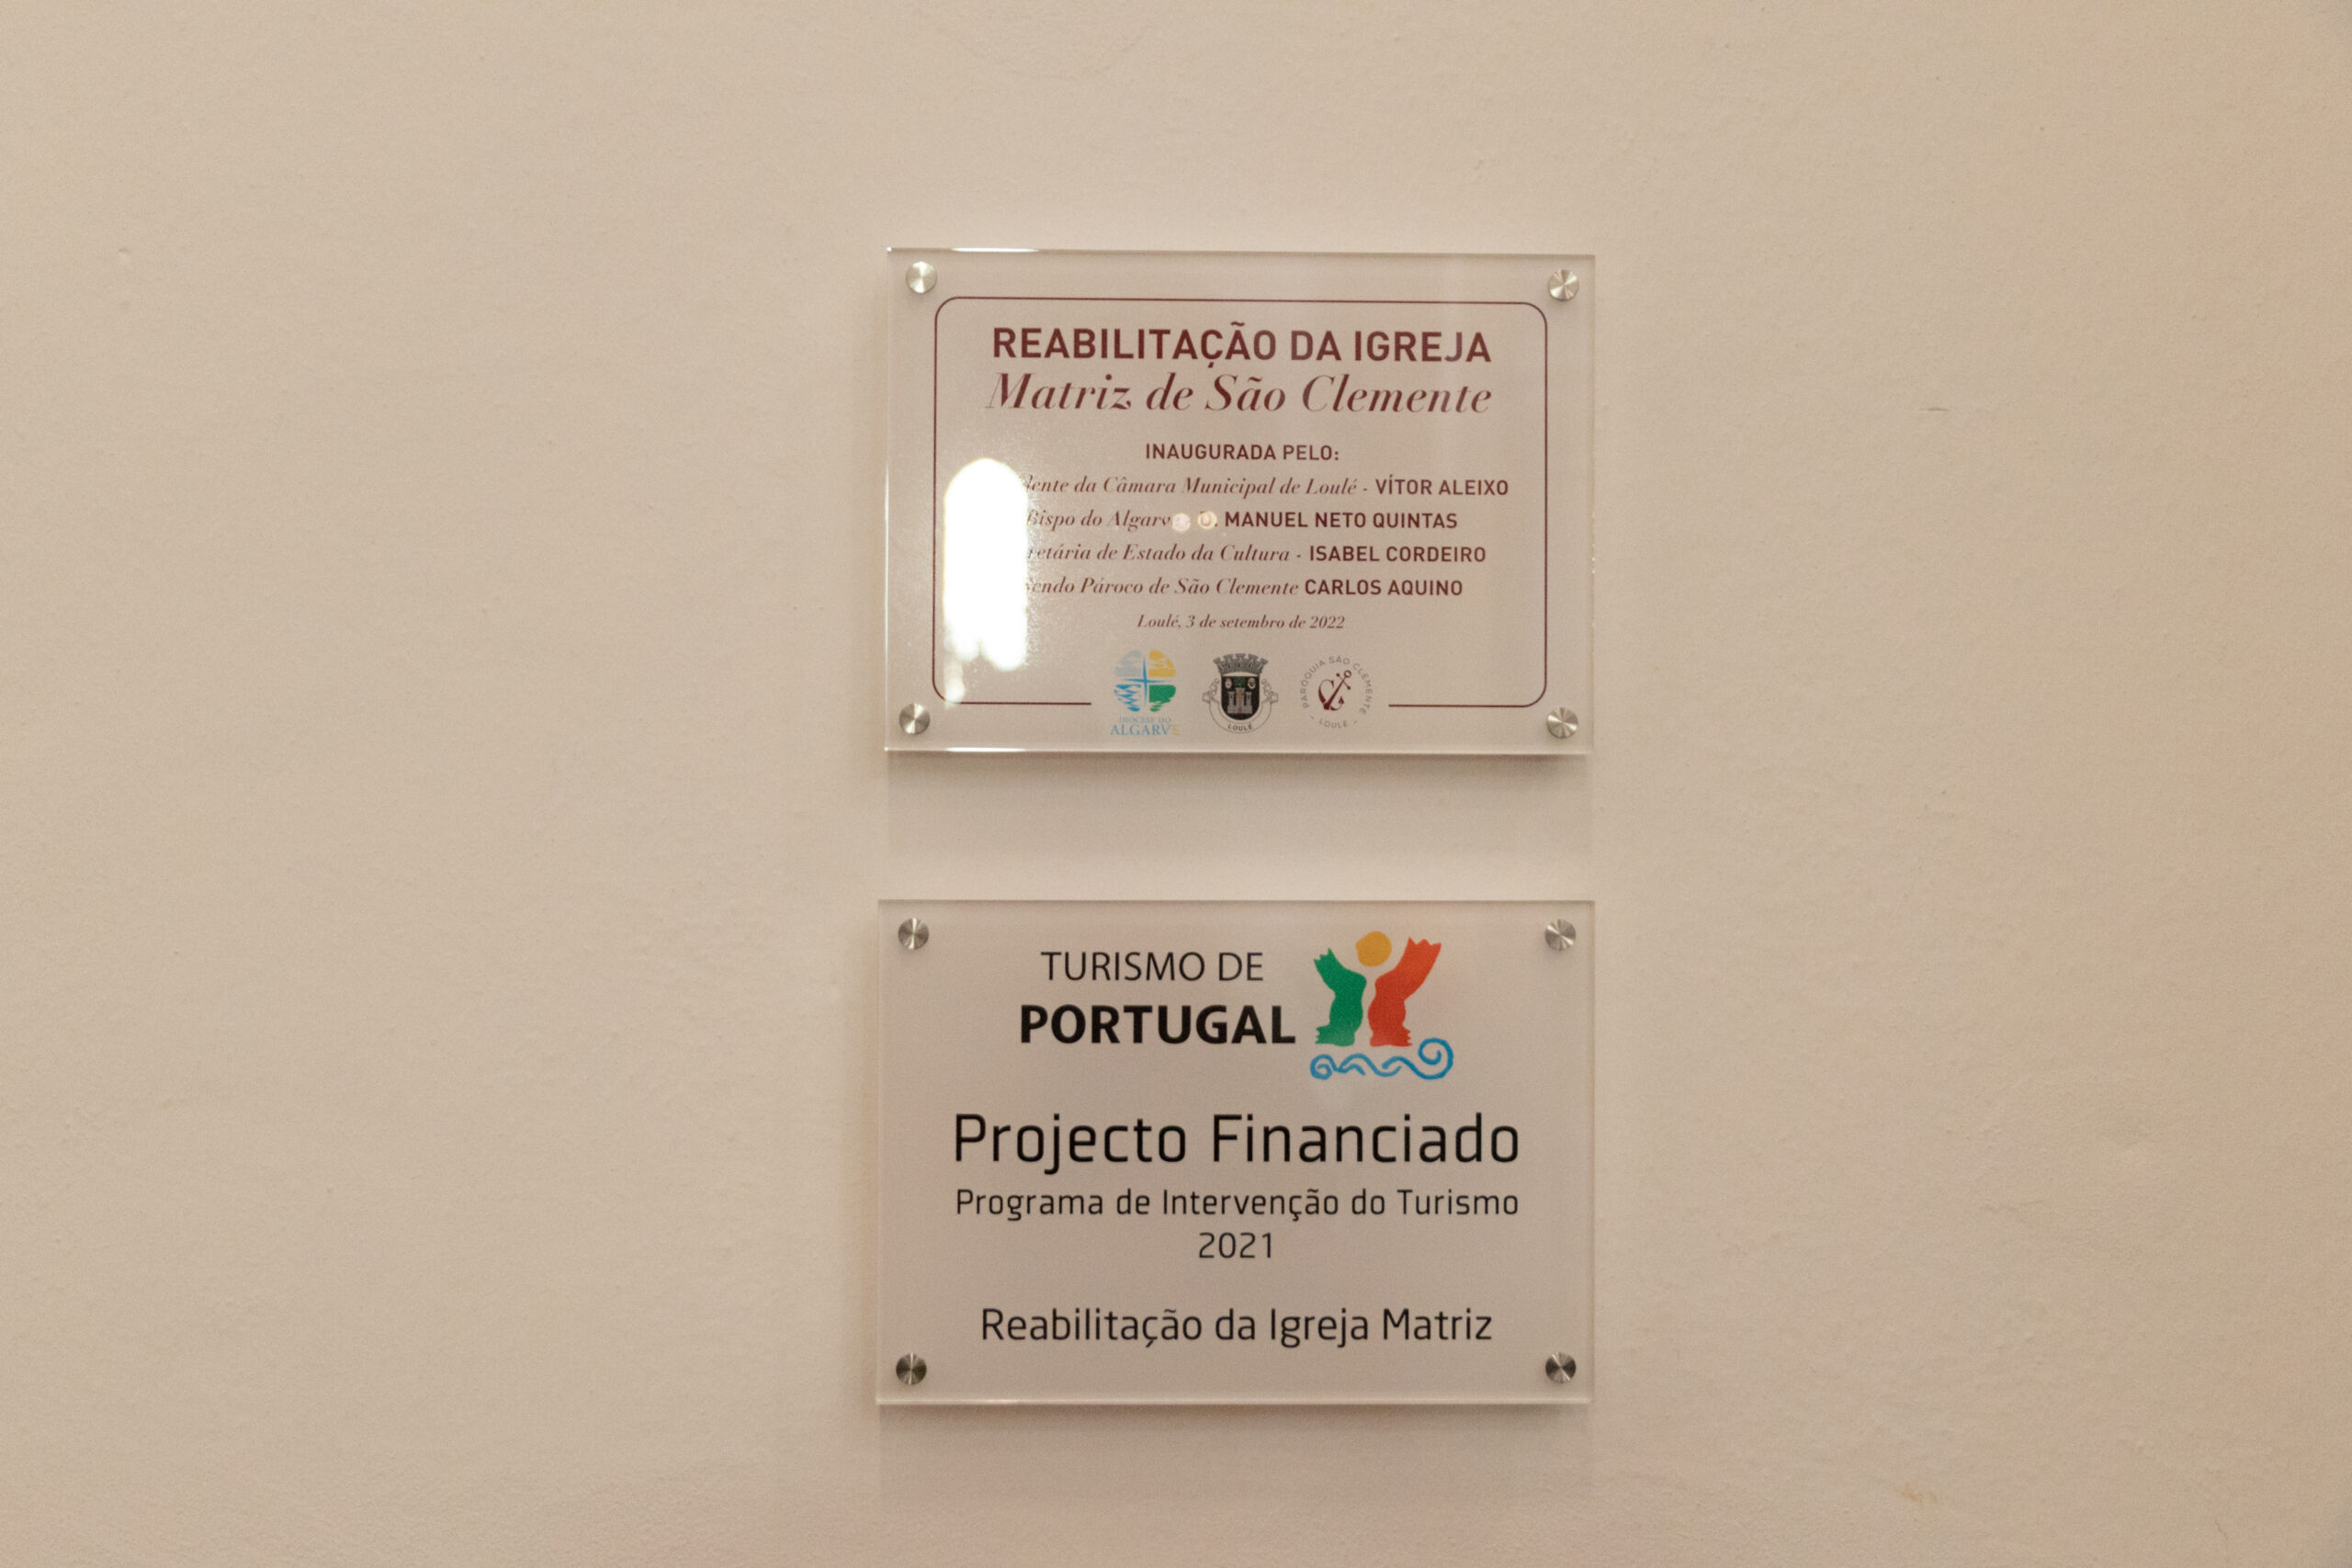 REABILITAÇÃO DA IGREJA
Matriz de São Clemente
INAUGURADA PELO:
da Câmara Municipal de Loulé - VÍTOR ALEIXO
Bispo do Algarve D. MANUEL NETO QUINTAS
de Estado da Cultura - ISABEL CORDEIRO
Sendo Pároco de São Clemente CARLOS AQUINO
Loulé, 3 de setembro de 2022
DIOCESE DO
ALGARVE
LOULÉ
PARÓQUIA SÃO CLEMENTE
- LOULÉ -
TURISMO DE
PORTUGAL
Projecto Financiado
Programa de Intervenção do Turismo
2021
Reabilitação da Igreja Matriz